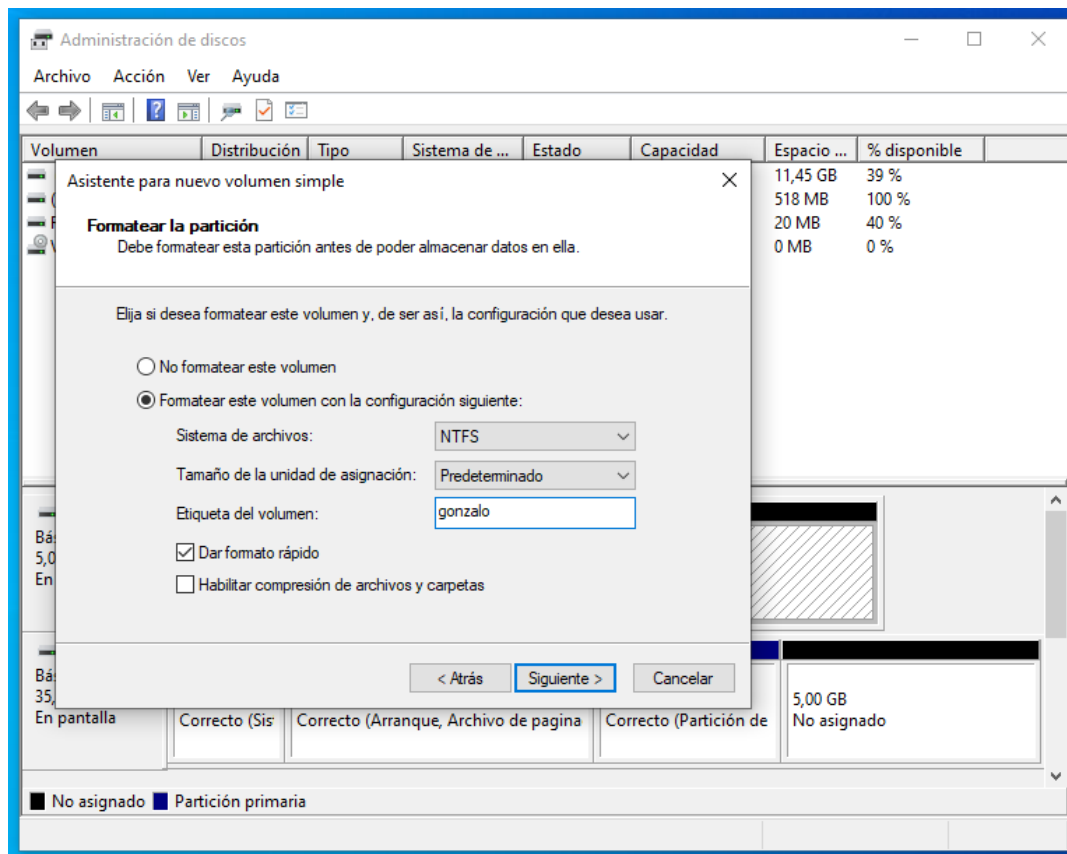 Administración de discos
Archivo Acción Ver Ayuda
Volumen Distribución Tipo Sistema de ... Estado Capacidad Espacio ... % disponible
11,45 GB 39 %
518 MB 100 %
20 MB 40 %
0 MB 0 %
Asistente para nuevo volumen simple
Formatear la partición
Debe formatear esta partición antes de poder almacenar datos en ella.
Elija si desea formatear este volumen y, de ser así, la configuración que desea usar.
No formatear este volumen
Formatear este volumen con la configuración siguiente:
Sistema de archivos: NTFS
Tamaño de la unidad de asignación: Predeterminado
Etiqueta del volumen: gonzalo
Dar formato rápido
Habilitar compresión de archivos y carpetas
< Atrás Siguiente > Cancelar
Bá
5,0
En
Bá
35,
En pantalla
Correcto (Sis Correcto (Arranque, Archivo de pagina Correcto (Partición de
5,00 GB
No asignado
No asignado Partición primaria